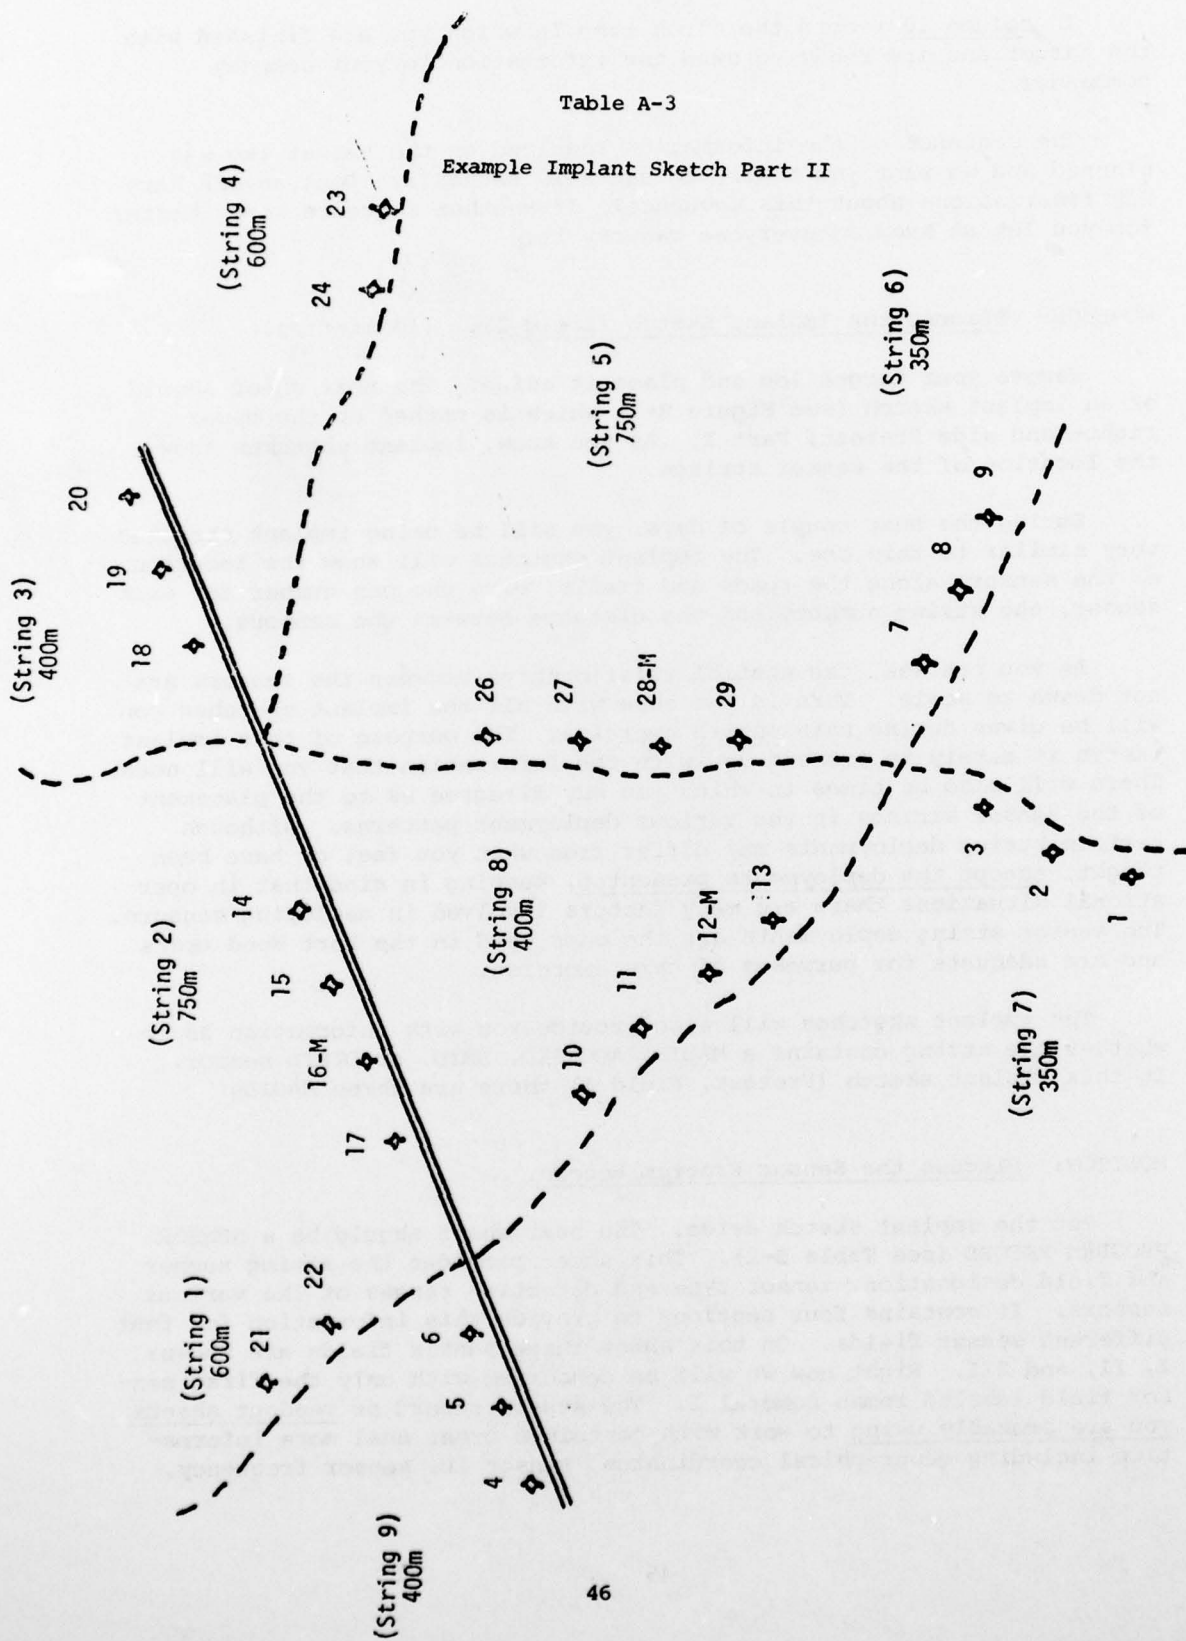 Table A-3
Example Implant Sketch Part II
(String 3)
400m
20
19
18
(String 4)
600m
23
24
(String 2)
750m
14
15
16-M
17
(String 1)
600m
21
22
6
5
4
(String 9)
400m
(String 5)
750m
26
27
28-M
29
(String 8)
400m
10
11
12-M
13
(String 6)
350m
7
8
9
(String 7)
350m
3
2
1
46